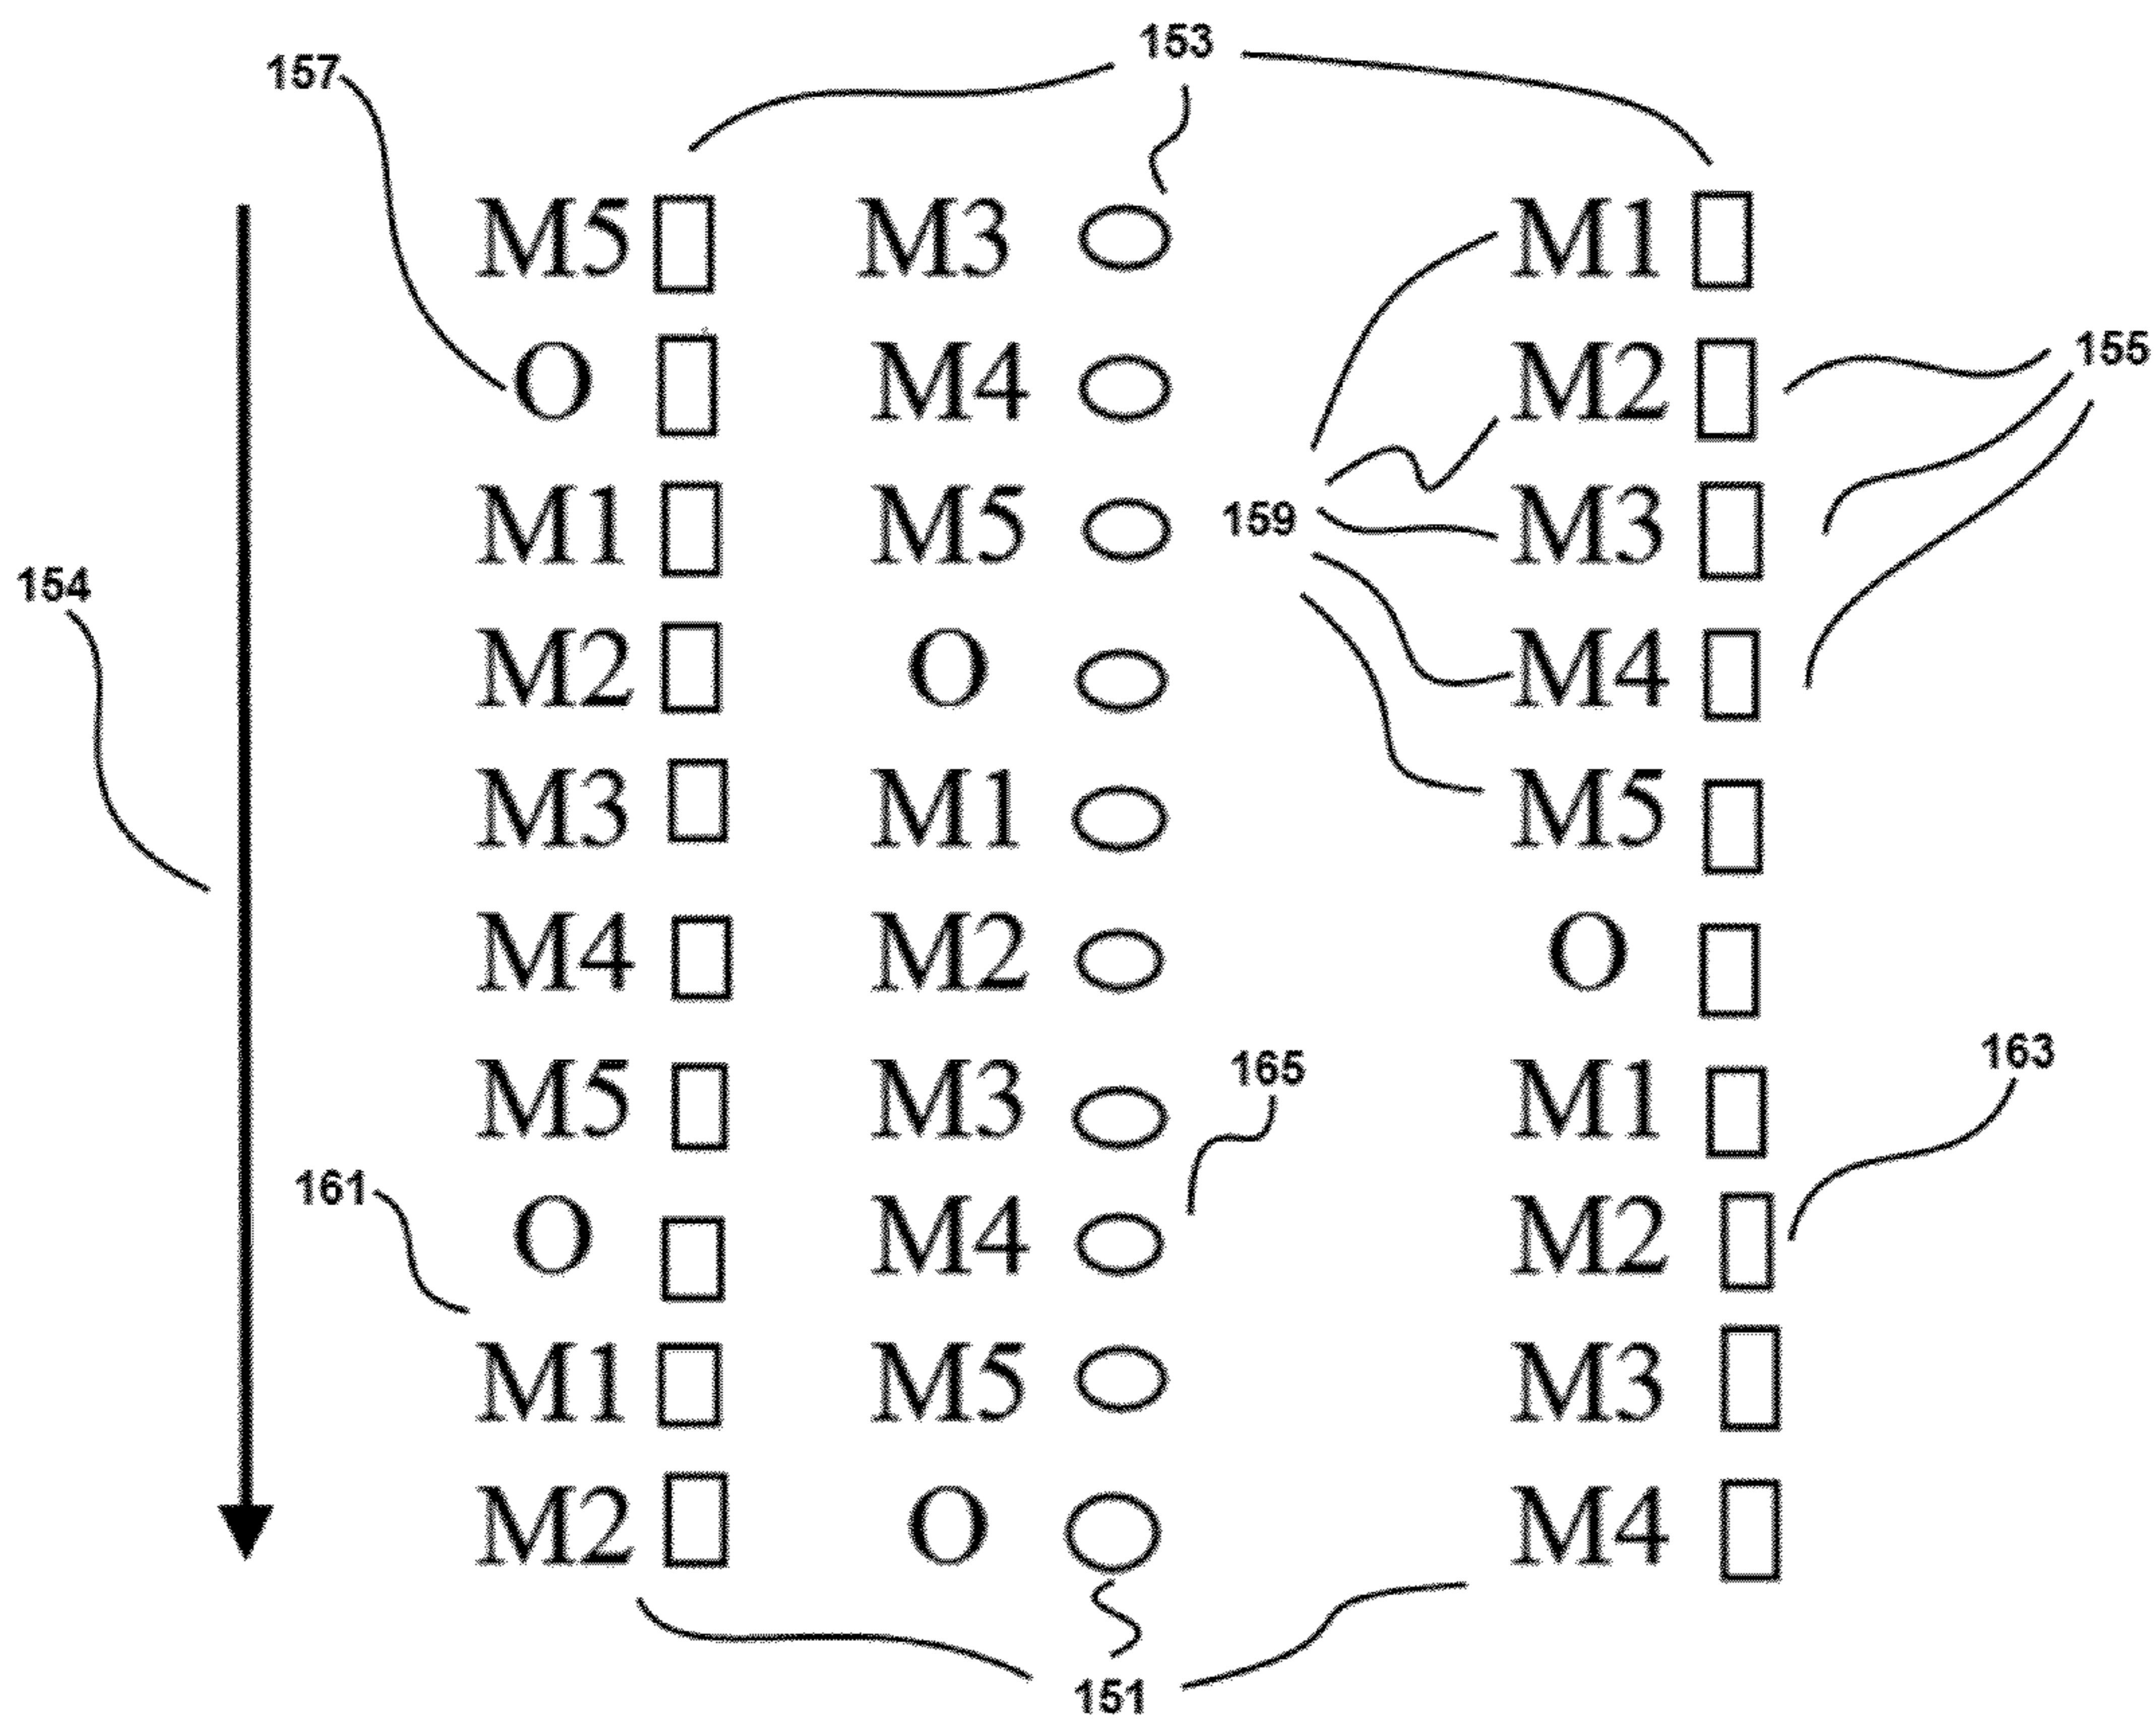 153
157
M5 M3 M1
O M4 M2 155
M1 M5 159 M3
154
M2 O M4
M3 M1 M5
M4 M2 O
M5 M3 165 M1 163
161 O M4 M2
M1 M5 M3
M2 O M4
151